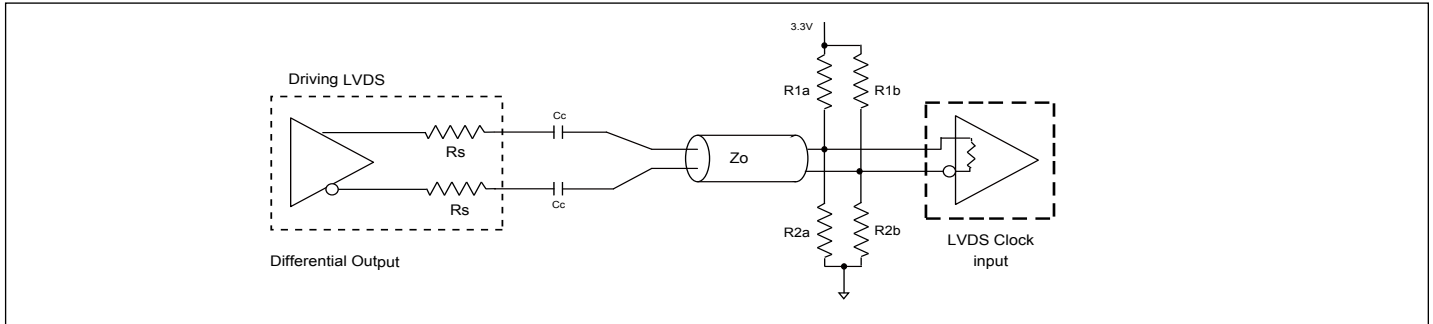 3.3V
Driving LVDS
R1a
R1b
Cc
Rs
Zo
Rs
Cc
R2a
R2b
LVDS Clock
input
Differential Output